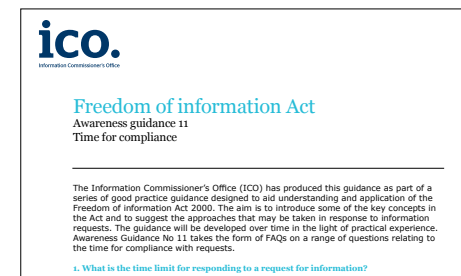 ico.
Information Commissioner's Office
Freedom of information Act
Awareness guidance 11
Time for compliance
The Information Commissioner's Office (ICO) has produced this guidance as part of a
series of good practice guidance designed to aid understanding and application of the
Freedom of information Act 2000. The aim is to introduce some of the key concepts in
the Act and to suggest the approaches that may be taken in response to information
requests. The guidance will be developed over time in the light of practical experience.
Awareness Guidance No 11 takes the form of FAQs on a range of questions relating to
the time for compliance with requests.
1. What is the time limit for responding to a request for information?